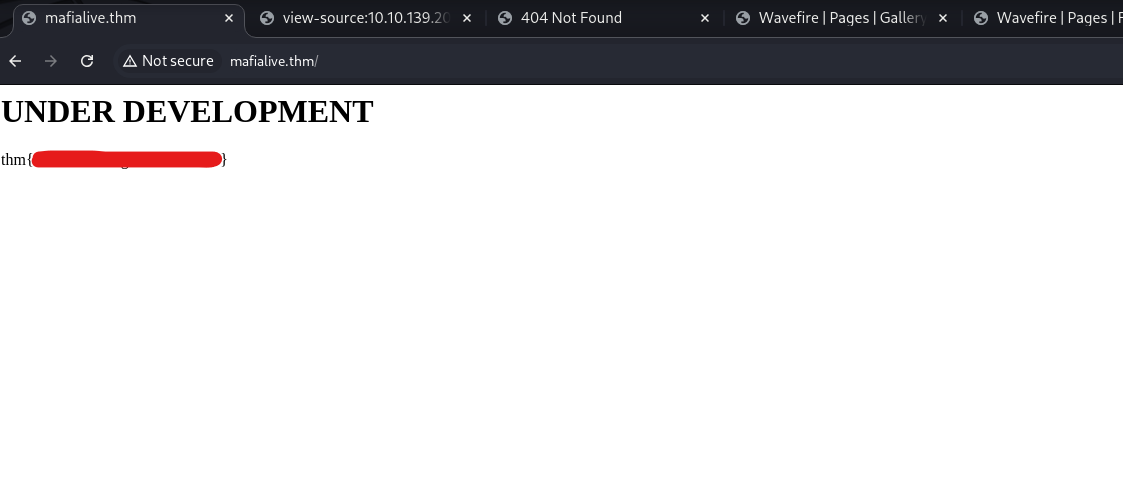 mafialive.thm
view-source:10.10.139.20
404 Not Found
Wavefire | Pages | Gallery
Wavefire | Pages |
Not secure
mafialive.thm/
UNDER DEVELOPMENT
thm{ }